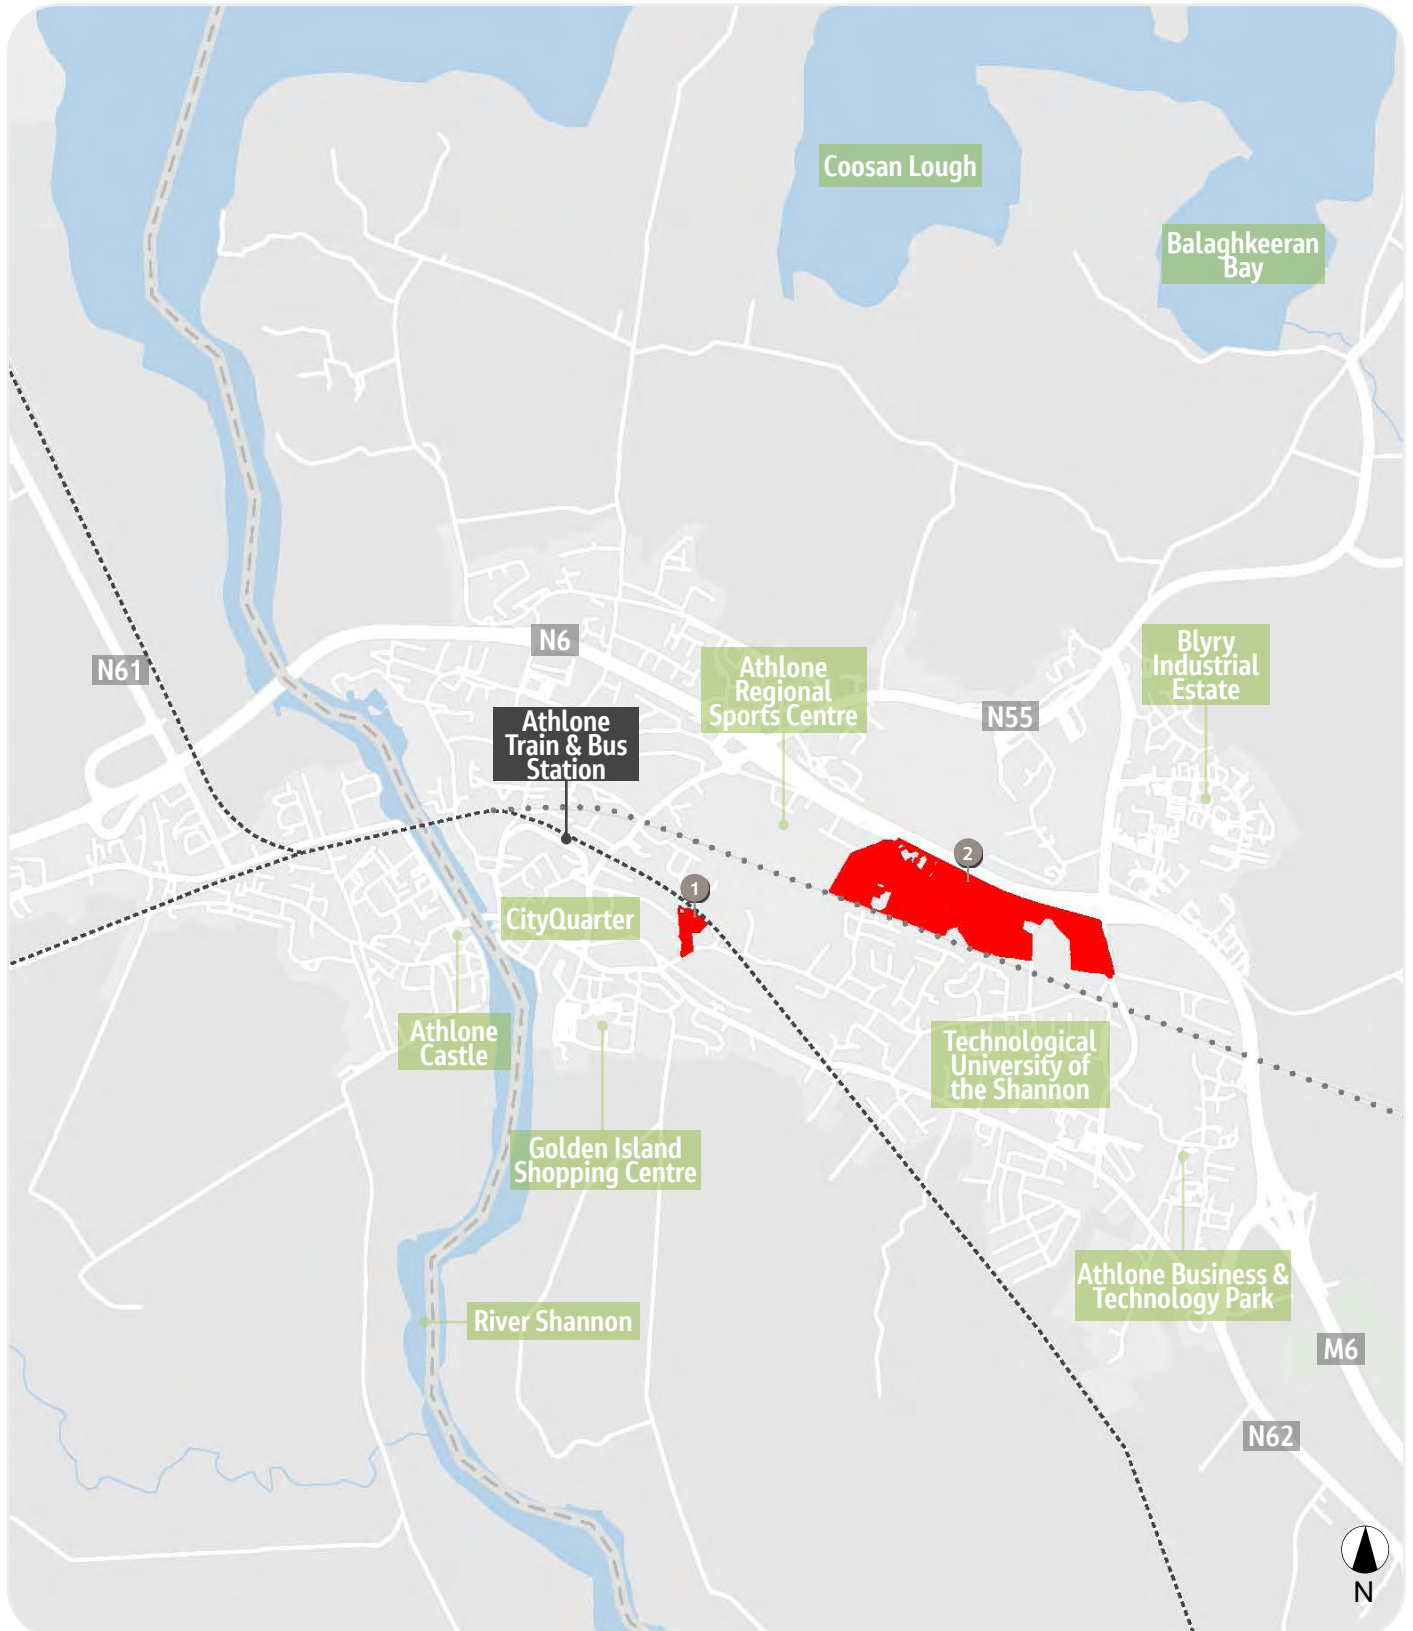 Coosan Lough
Balaghkeeran
Bay
N6
N61
Athlone
Regional
Sports Centre
Blyry
Industrial
Estate
N55
Athlone
Train & Bus
Station
2
1
CityQuarter
Athlone
Castle
Technological
University of
the Shannon
Golden Island
Shopping Centre
Athlone Business &
Technology Park
River Shannon
M6
N62
N